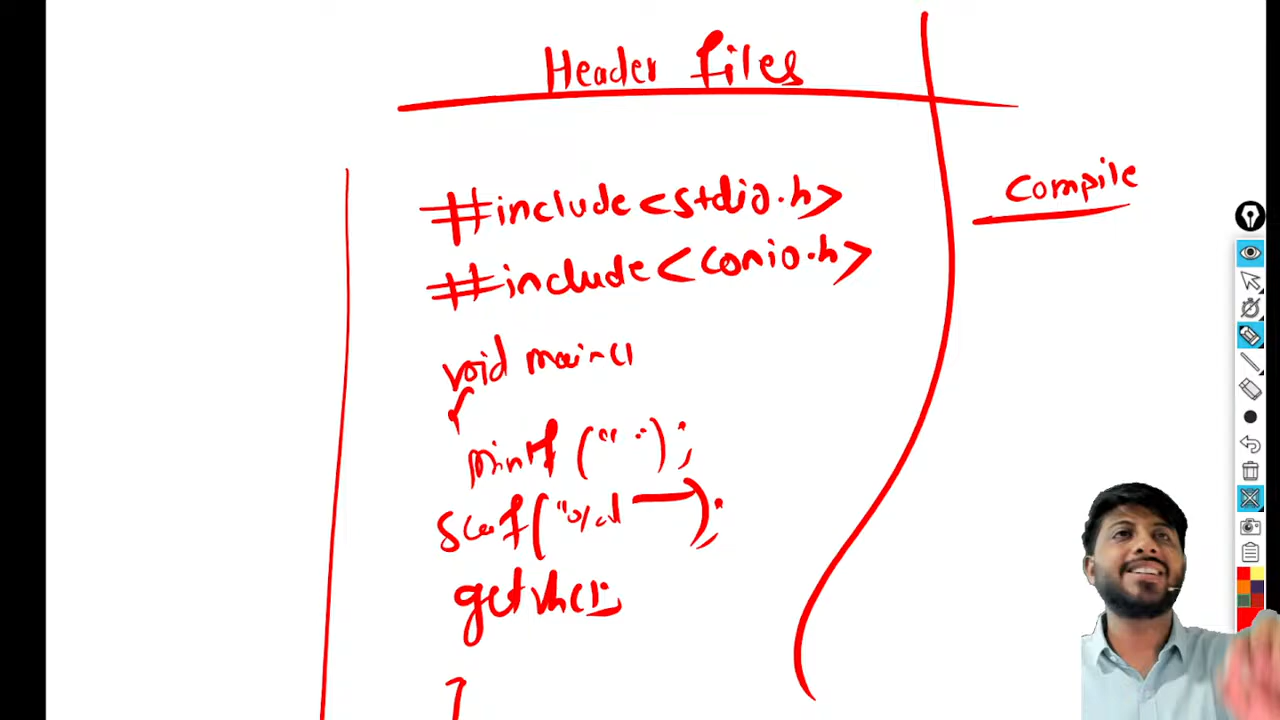 Header files
#include<stdio.h>
#include<conio.h>
Compile
void main()
{
printf(" ");
scanf("%d );
getch();
}